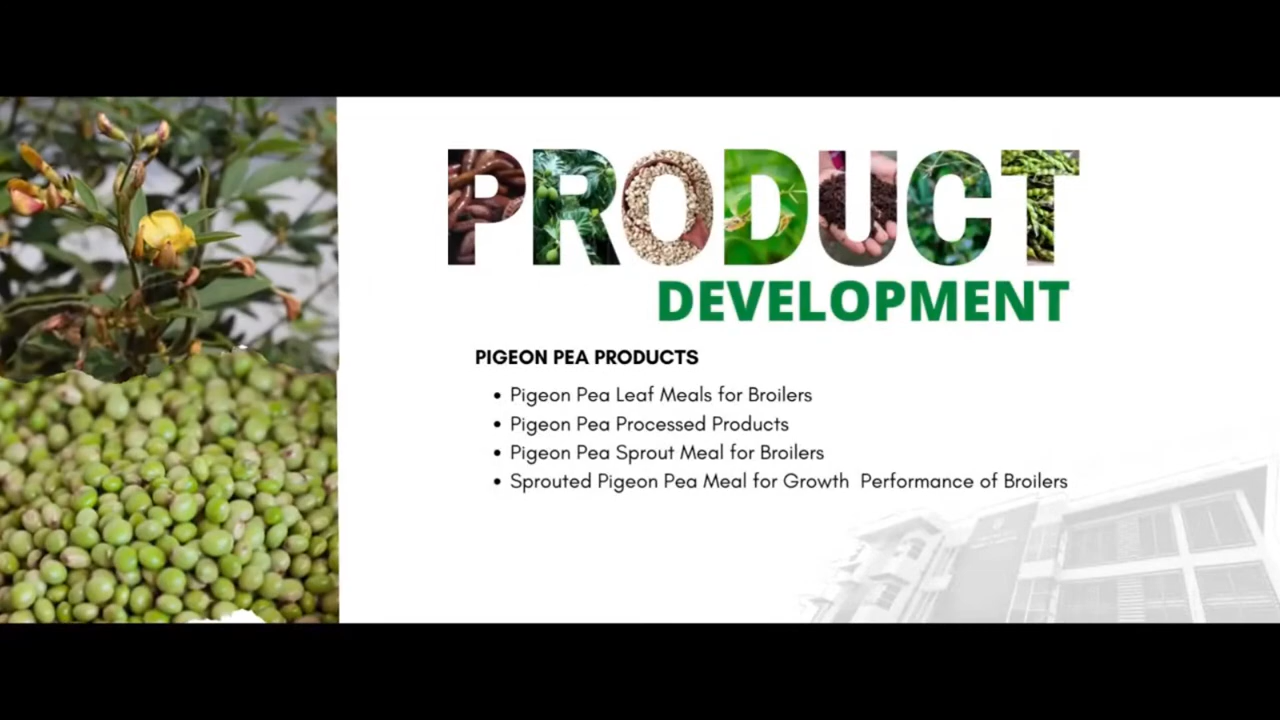 PRODUCT
DEVELOPMENT
PIGEON PEA PRODUCTS
• Pigeon Pea Leaf Meals for Broilers
• Pigeon Pea Processed Products
• Pigeon Pea Sprout Meal for Broilers
• Sprouted Pigeon Pea Meal for Growth  Performance of Broilers